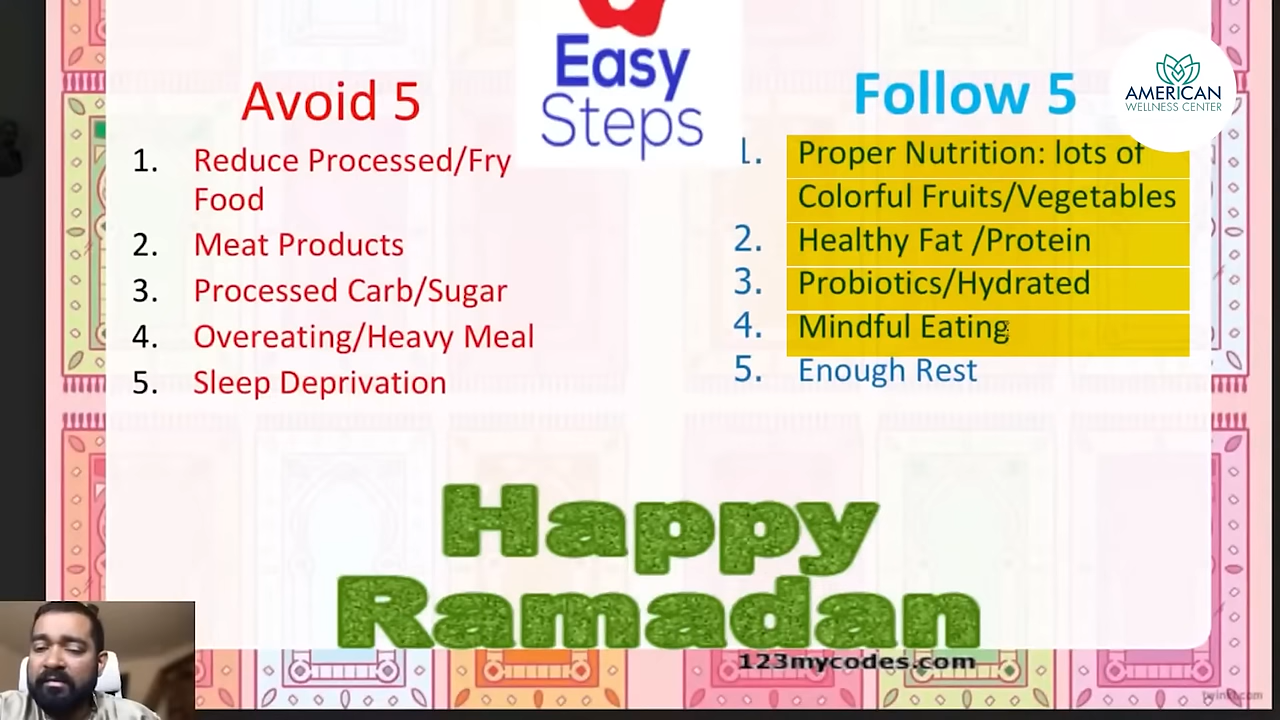 Easy
Steps
Avoid 5
1. Reduce Processed/Fry
Food
2. Meat Products
3. Processed Carb/Sugar
4. Overeating/Heavy Meal
5. Sleep Deprivation
Follow 5
1. Proper Nutrition: lots of
Colorful Fruits/Vegetables
2. Healthy Fat /Protein
3. Probiotics/Hydrated
4. Mindful Eating
5. Enough Rest
AMERICAN
WELLNESS CENTER
Happy
Ramadan
123mycodes.com